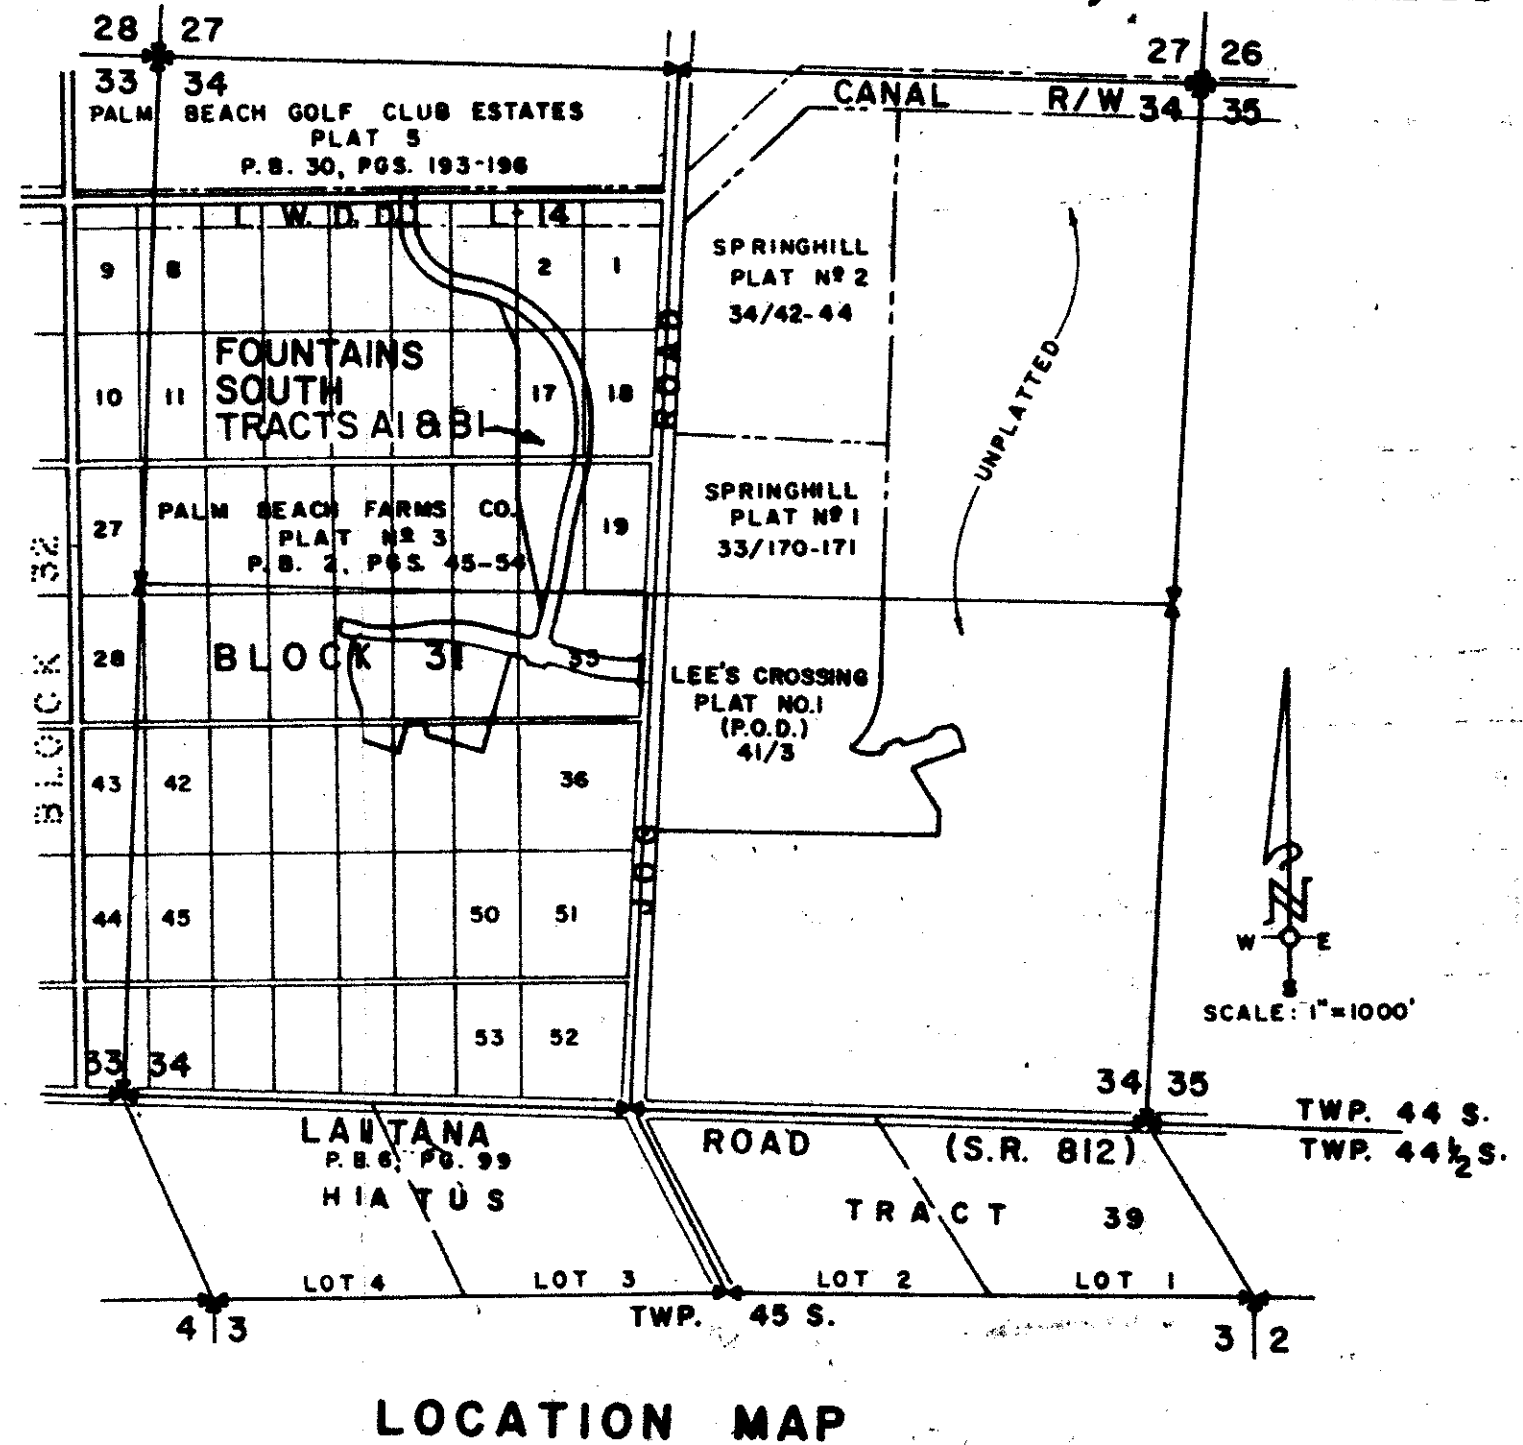 28 27
27 26
33 34
CANAL R/W 34 35
PALM BEACH GOLF CLUB ESTATES
PLAT 5
P.B. 30, PGS. 193-196
L. W. D. D. L-14
9 8 2 1
SPRINGHILL
PLAT Nº 2
34/42-44
FOUNTAINS
SOUTH
TRACTS A1 & B1
10 11 17 18
UNPLATTED
PALM BEACH FARMS CO.
PLAT Nº 3
P.B. 2, PGS. 45-54
27 19
SPRINGHILL
PLAT Nº 1
33/170-171
BLOCK 32
28 BLOCK 31 35
LEE'S CROSSING
PLAT NO.1
(P.O.D.)
41/3
43 42 36
JOG ROAD
44 45 50 51
53 52
N
W E
S
SCALE: 1"=1000'
33 34
34 35
TWP. 44 S.
TWP. 44 ½ S.
LANTANA ROAD (S.R. 812)
P.B. 6, PG. 99
HIATUS TRACT 39
LOT 4 LOT 3 LOT 2 LOT 1
TWP. 45 S.
4 3
3 2
LOCATION MAP